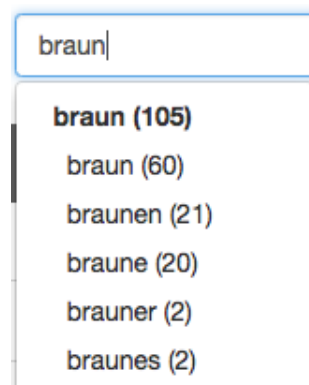 braun
braun (105)
braun (60)
braunen (21)
braune (20)
brauner (2)
braunes (2)